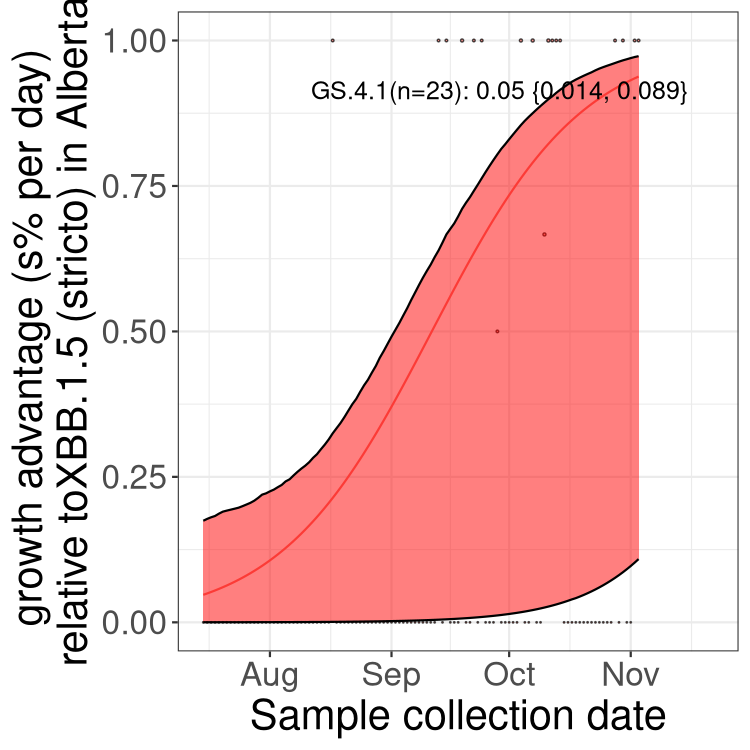 growth advantage (s% per day)
relative toXBB.1.5 (stricto) in Alberta
1.00
0.75
0.50
0.25
0.00
GS.4.1(n=23): 0.05 {0.014, 0.089}
Aug Sep Oct Nov
Sample collection date